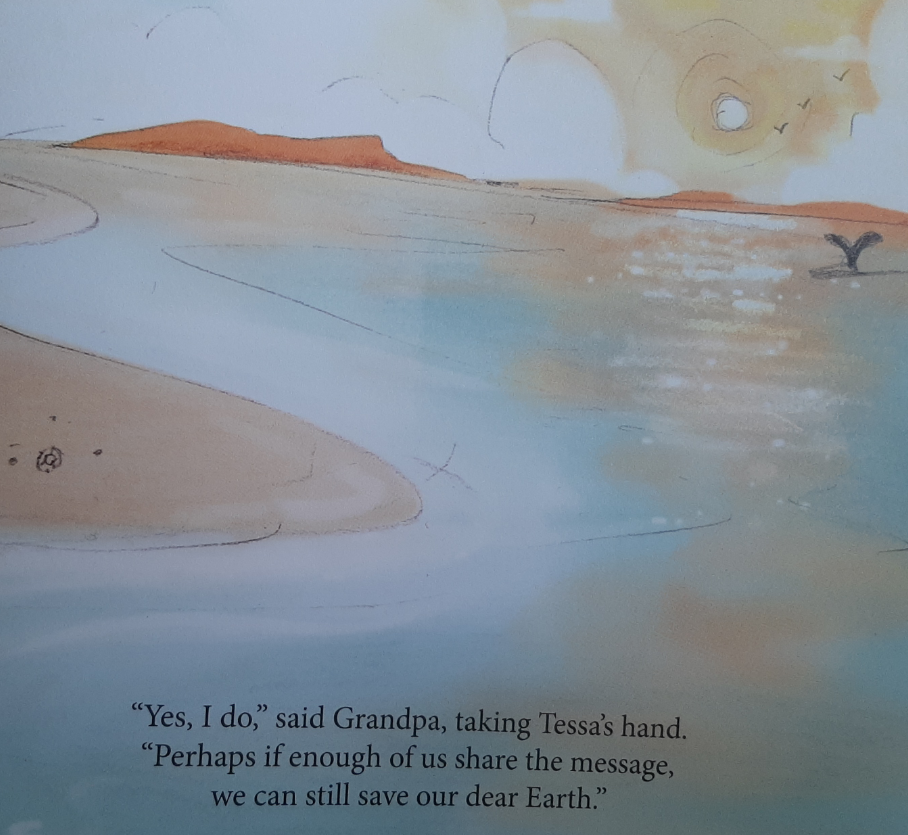 “Yes, I do,” said Grandpa, taking Tessa’s hand.
“Perhaps if enough of us share the message,
we can still save our dear Earth.”